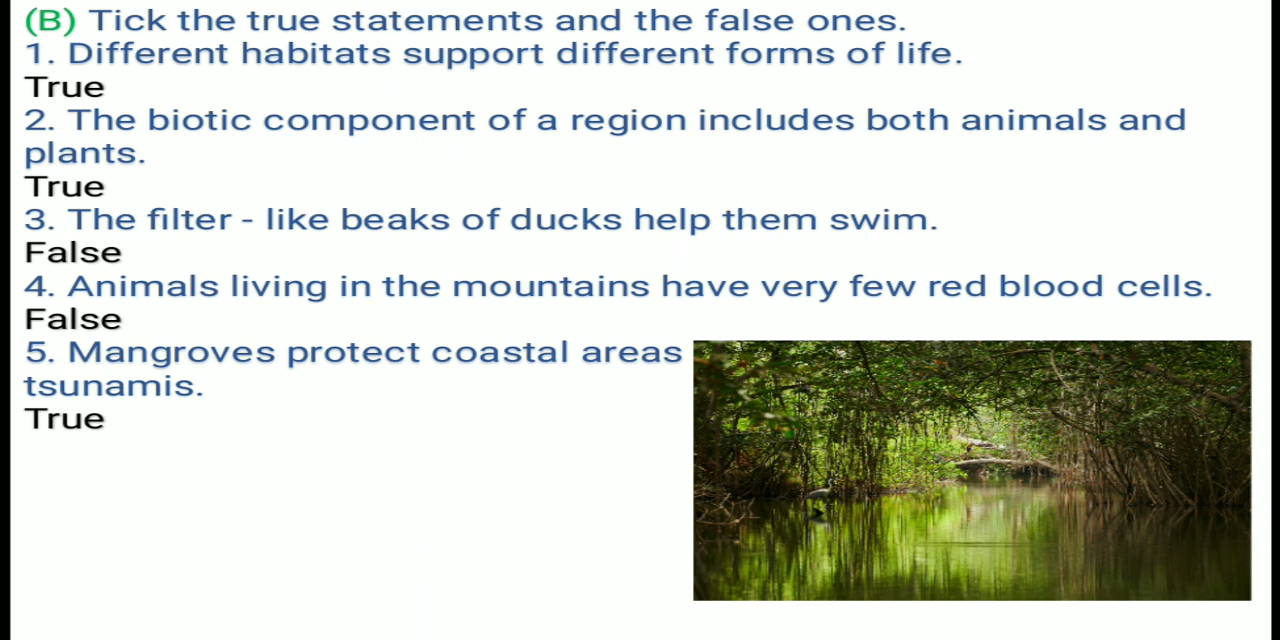 (B) Tick the true statements and the false ones.
1. Different habitats support different forms of life.
True
2. The biotic component of a region includes both animals and
plants.
True
3. The filter - like beaks of ducks help them swim.
False
4. Animals living in the mountains have very few red blood cells.
False
5. Mangroves protect coastal areas
tsunamis.
True